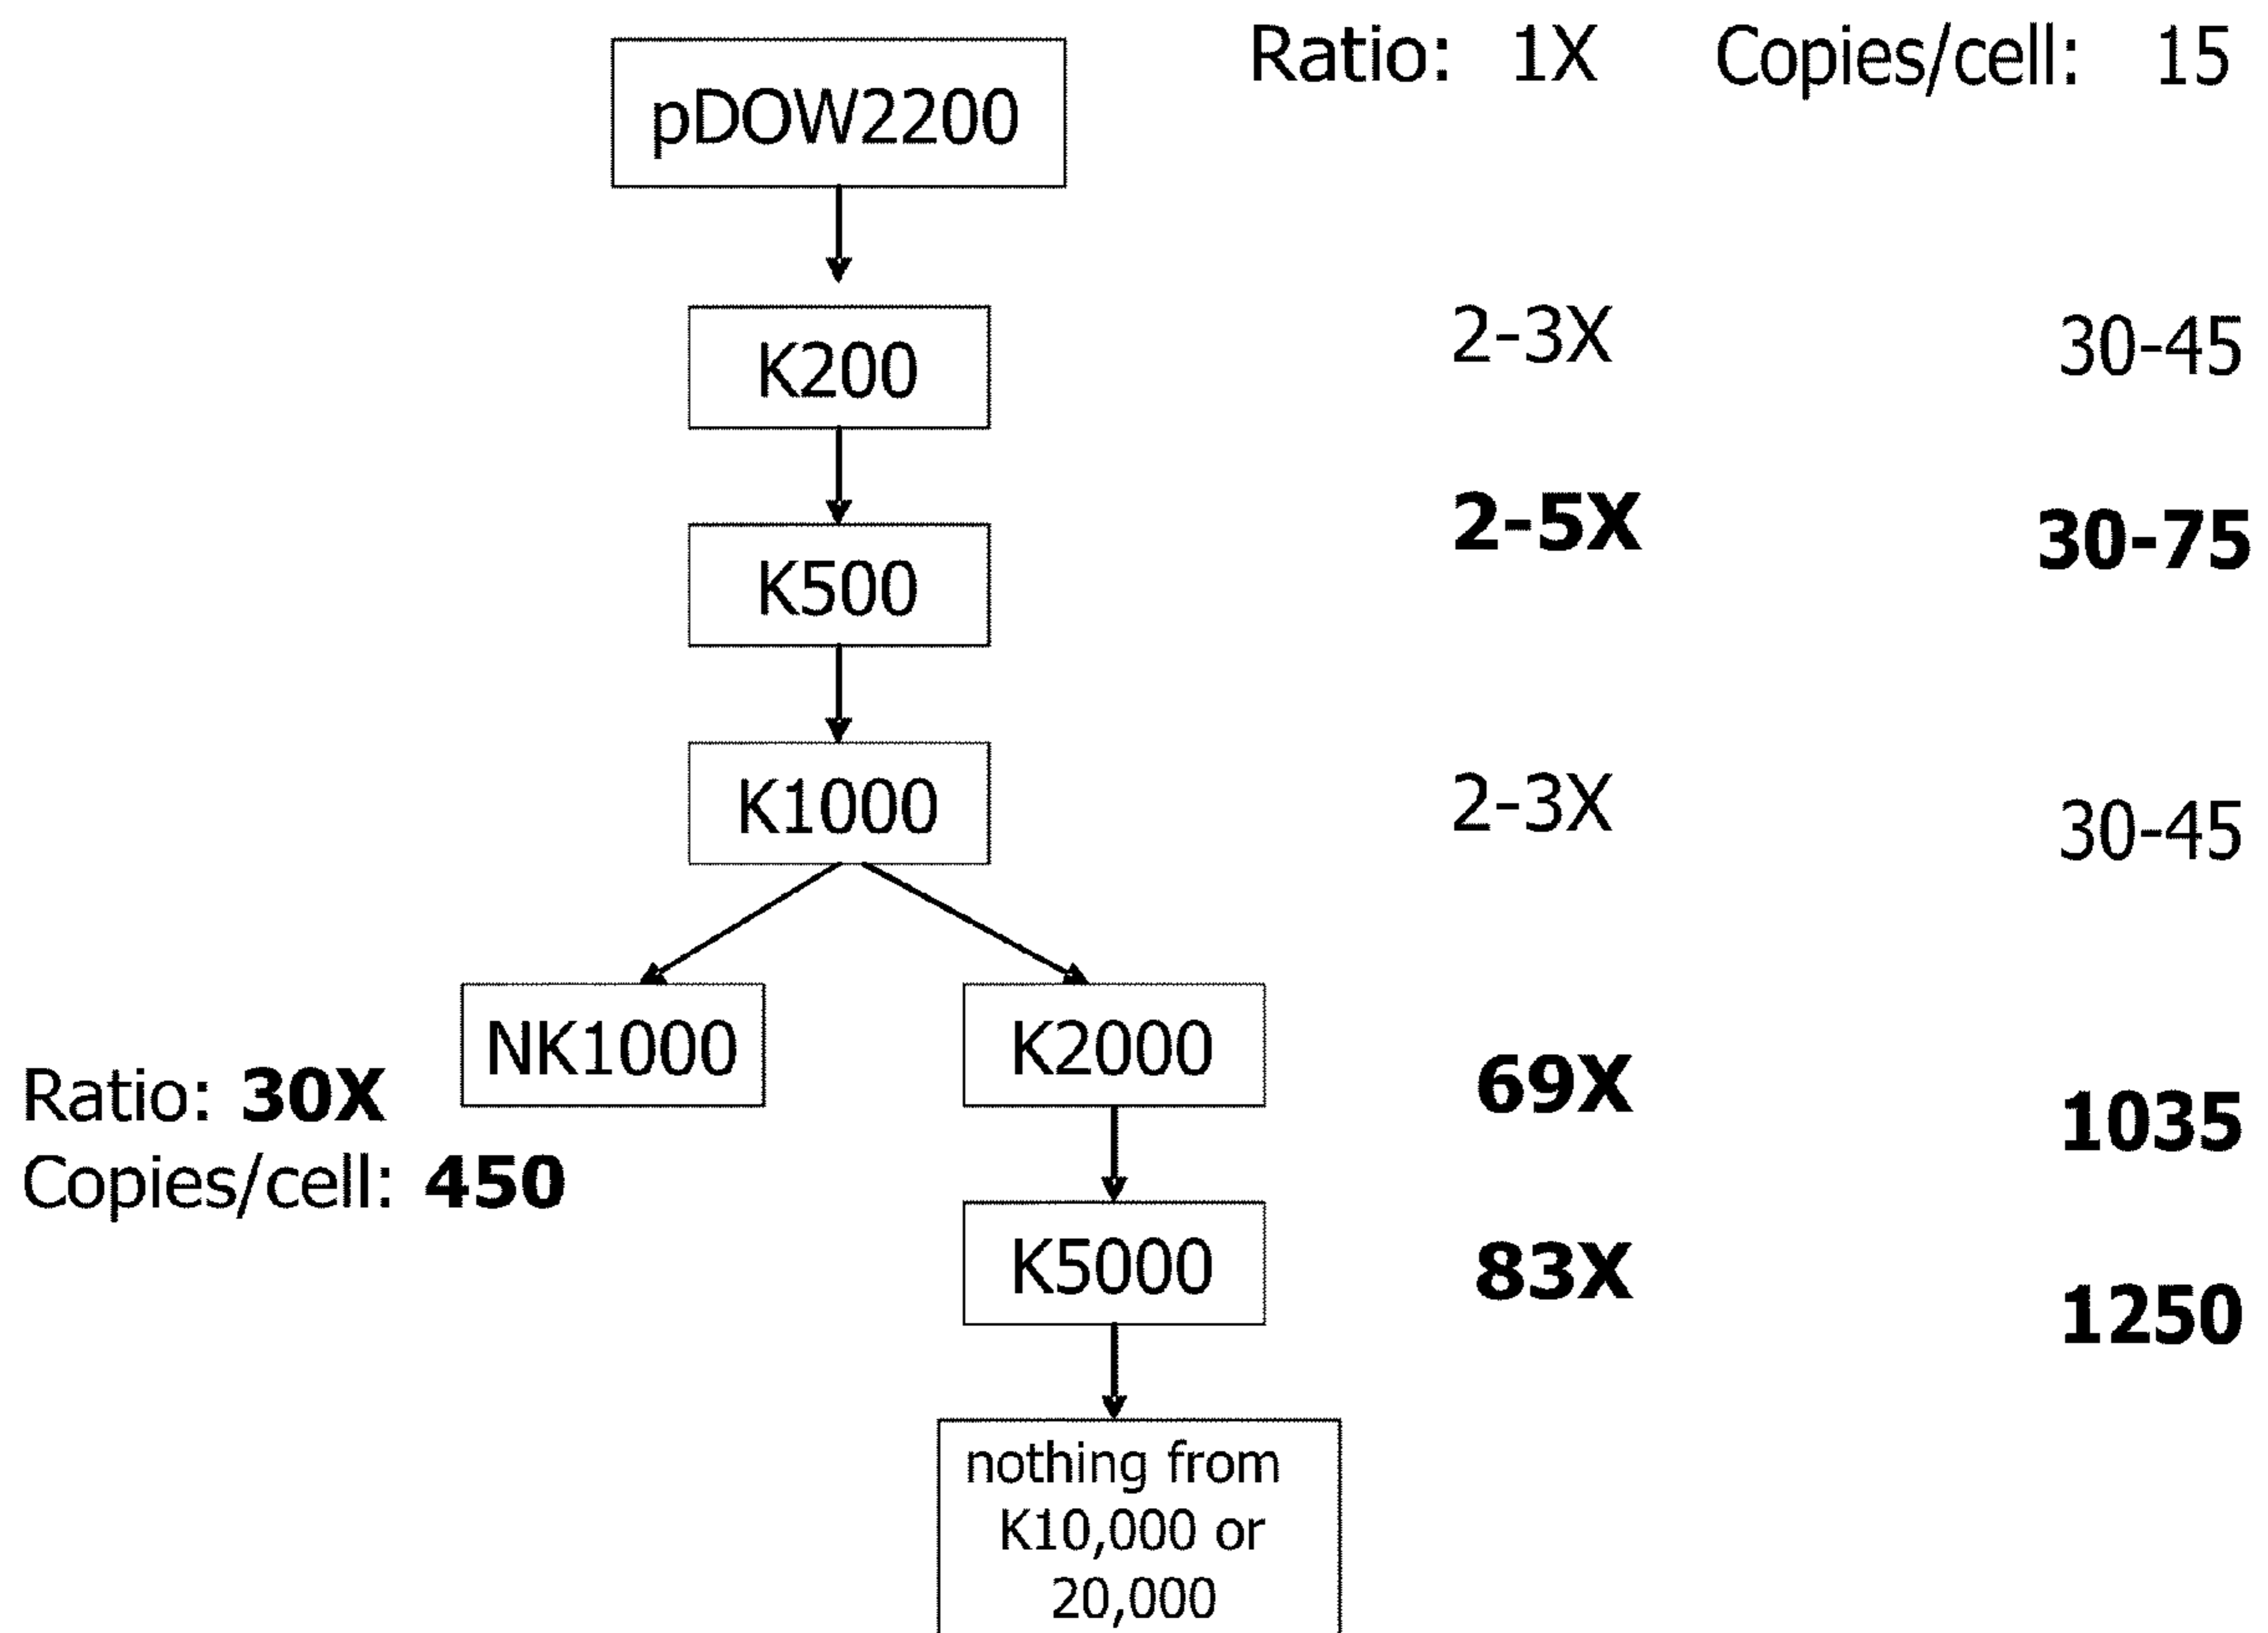 pDOW2200
Ratio: 1X
Copies/cell: 15
K200
2-3X
30-45
K500
2-5X
30-75
K1000
2-3X
30-45
NK1000
Ratio: 30X
Copies/cell: 450
K2000
69X
1035
K5000
83X
1250
nothing from
K10,000 or
20,000